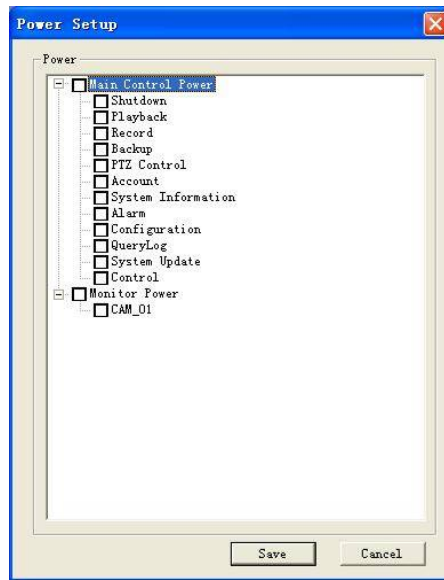 Power Setup
Power
Main Control Power
Shutdown
Playback
Record
Backup
PTZ Control
Account
System Information
Alarm
Configuration
QueryLog
System Update
Control
Monitor Power
CAM_01
Save
Cancel